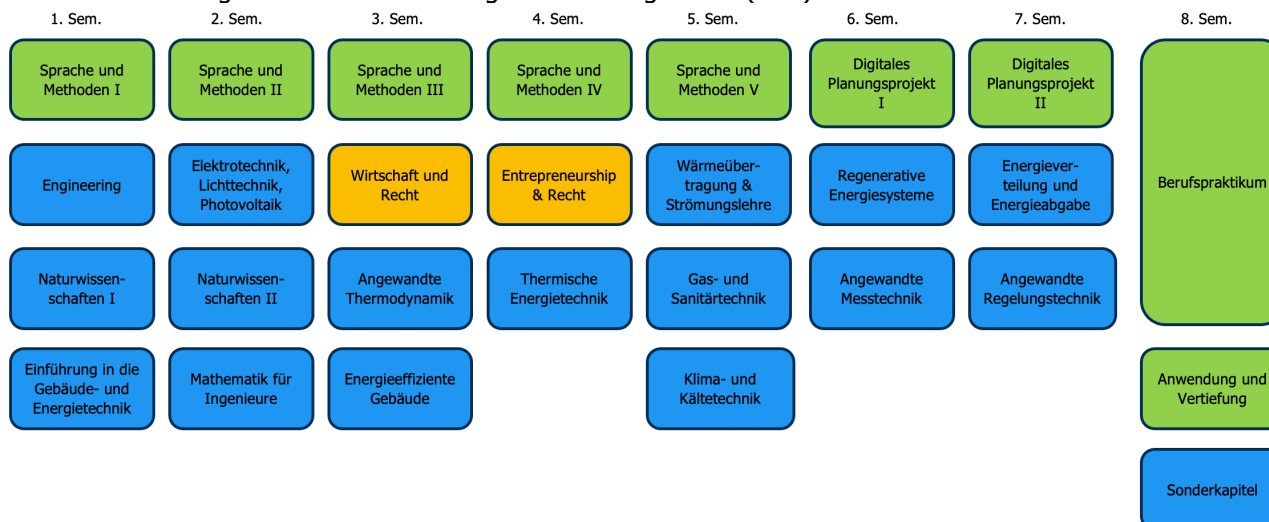 1. Sem. 2. Sem. 3. Sem. 4. Sem. 5. Sem. 6. Sem. 7. Sem. 8. Sem.
Sprache und
Methoden I
Sprache und
Methoden II
Sprache und
Methoden III
Sprache und
Methoden IV
Sprache und
Methoden V
Digitales
Planungsprojekt
I
Digitales
Planungsprojekt
II
Berufspraktikum
Engineering
Elektrotechnik,
Lichttechnik,
Photovoltaik
Wirtschaft und
Recht
Entrepreneurship
& Recht
Wärmeüber-
tragung &
Strömungslehre
Regenerative
Energiesysteme
Energiever-
teilung und
Energieabgabe
Naturwissen-
schaften I
Naturwissen-
schaften II
Angewandte
Thermodynamik
Thermische
Energietechnik
Gas- und
Sanitärtechnik
Angewandte
Messtechnik
Angewandte
Regelungstechnik
Einführung in die
Gebäude- und
Energietechnik
Mathematik für
Ingenieure
Energieeffiziente
Gebäude
Klima- und
Kältetechnik
Anwendung und
Vertiefung
Sonderkapitel